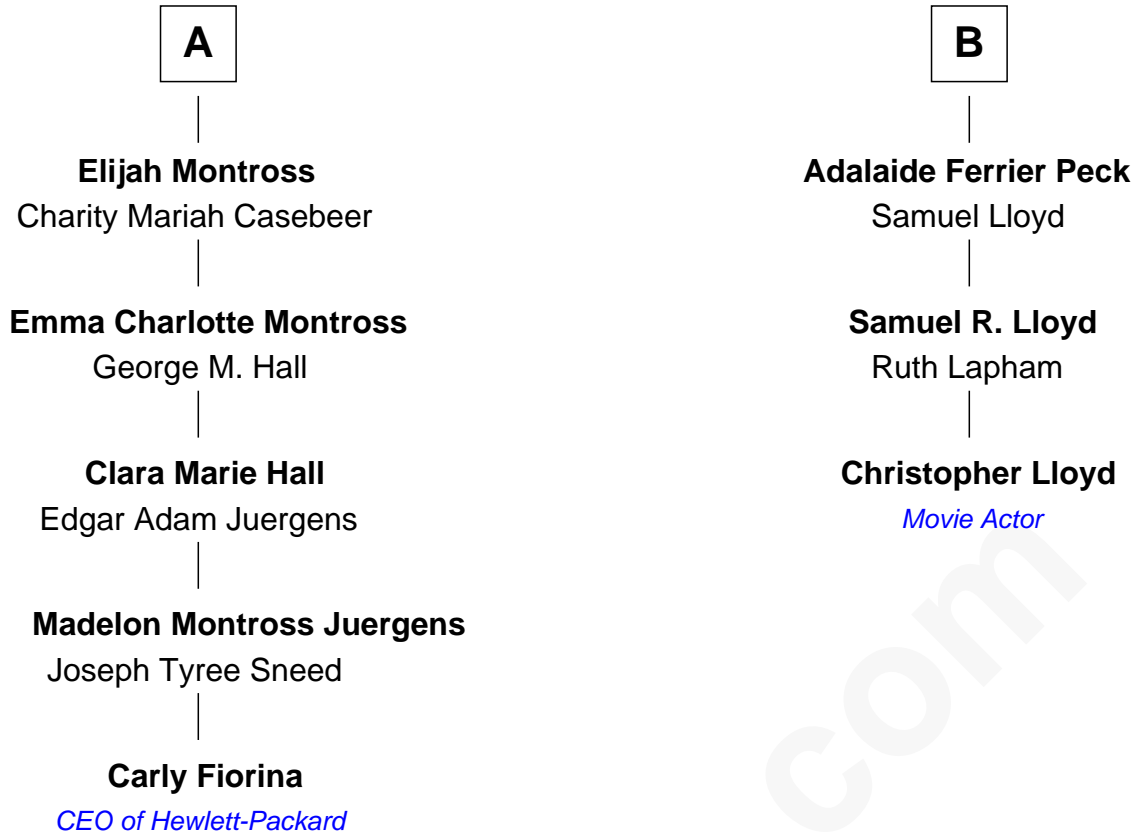 A
Elijah Montross
Charity Mariah Casebeer
Emma Charlotte Montross
George M. Hall
Clara Marie Hall
Edgar Adam Juergens
Madelon Montross Juergens
Joseph Tyree Sneed
Carly Fiorina
CEO of Hewlett-Packard
B
Adalaide Ferrier Peck
Samuel Lloyd
Samuel R. Lloyd
Ruth Lapham
Christopher Lloyd
Movie Actor
com